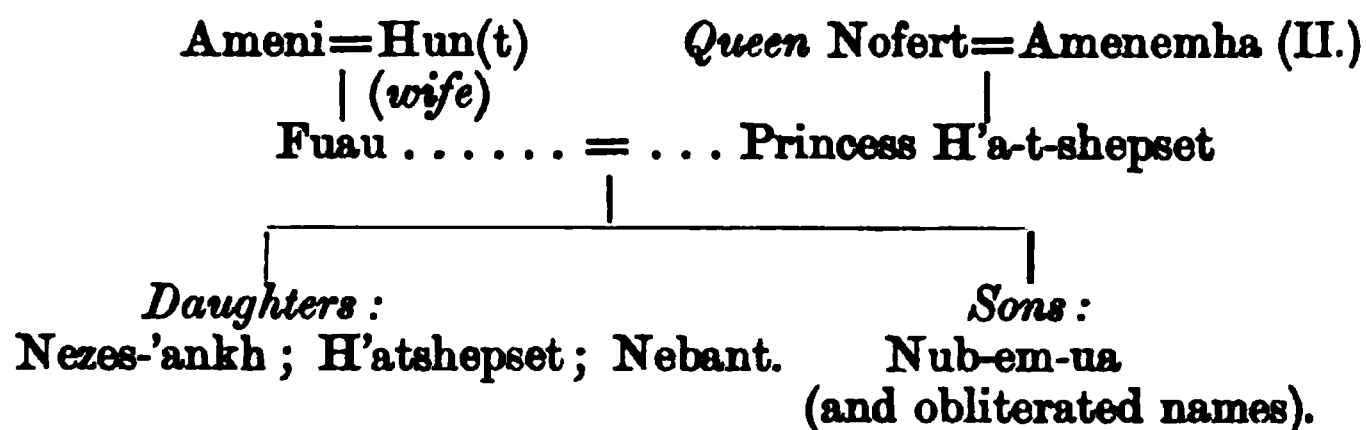 Ameni=Hun(t) Queen Nofert=Amenemha (II.)
(wife)
Fuau . . . . . . = . . . Princess H'a-t-shepset
Daughters: Sons:
Nezes-'ankh; H'atshepset; Nebant. Nub-em-ua
(and obliterated names).